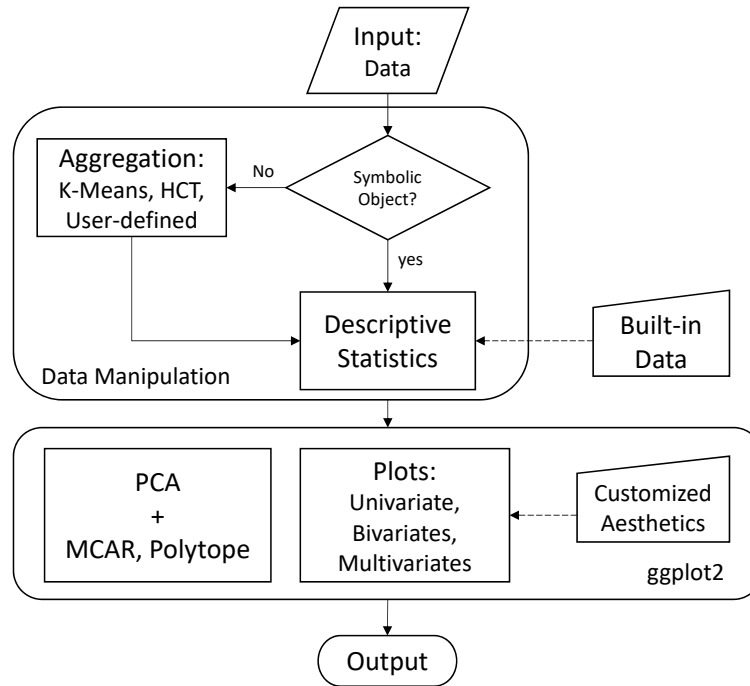 Input:
Data
Aggregation:
K-Means, HCT,
User-defined
No
Symbolic
Object?
yes
Descriptive
Statistics
Built-in
Data
Data Manipulation
PCA
+
MCAR, Polytope
Plots:
Univariate,
Bivariates,
Multivariates
Customized
Aesthetics
ggplot2
Output